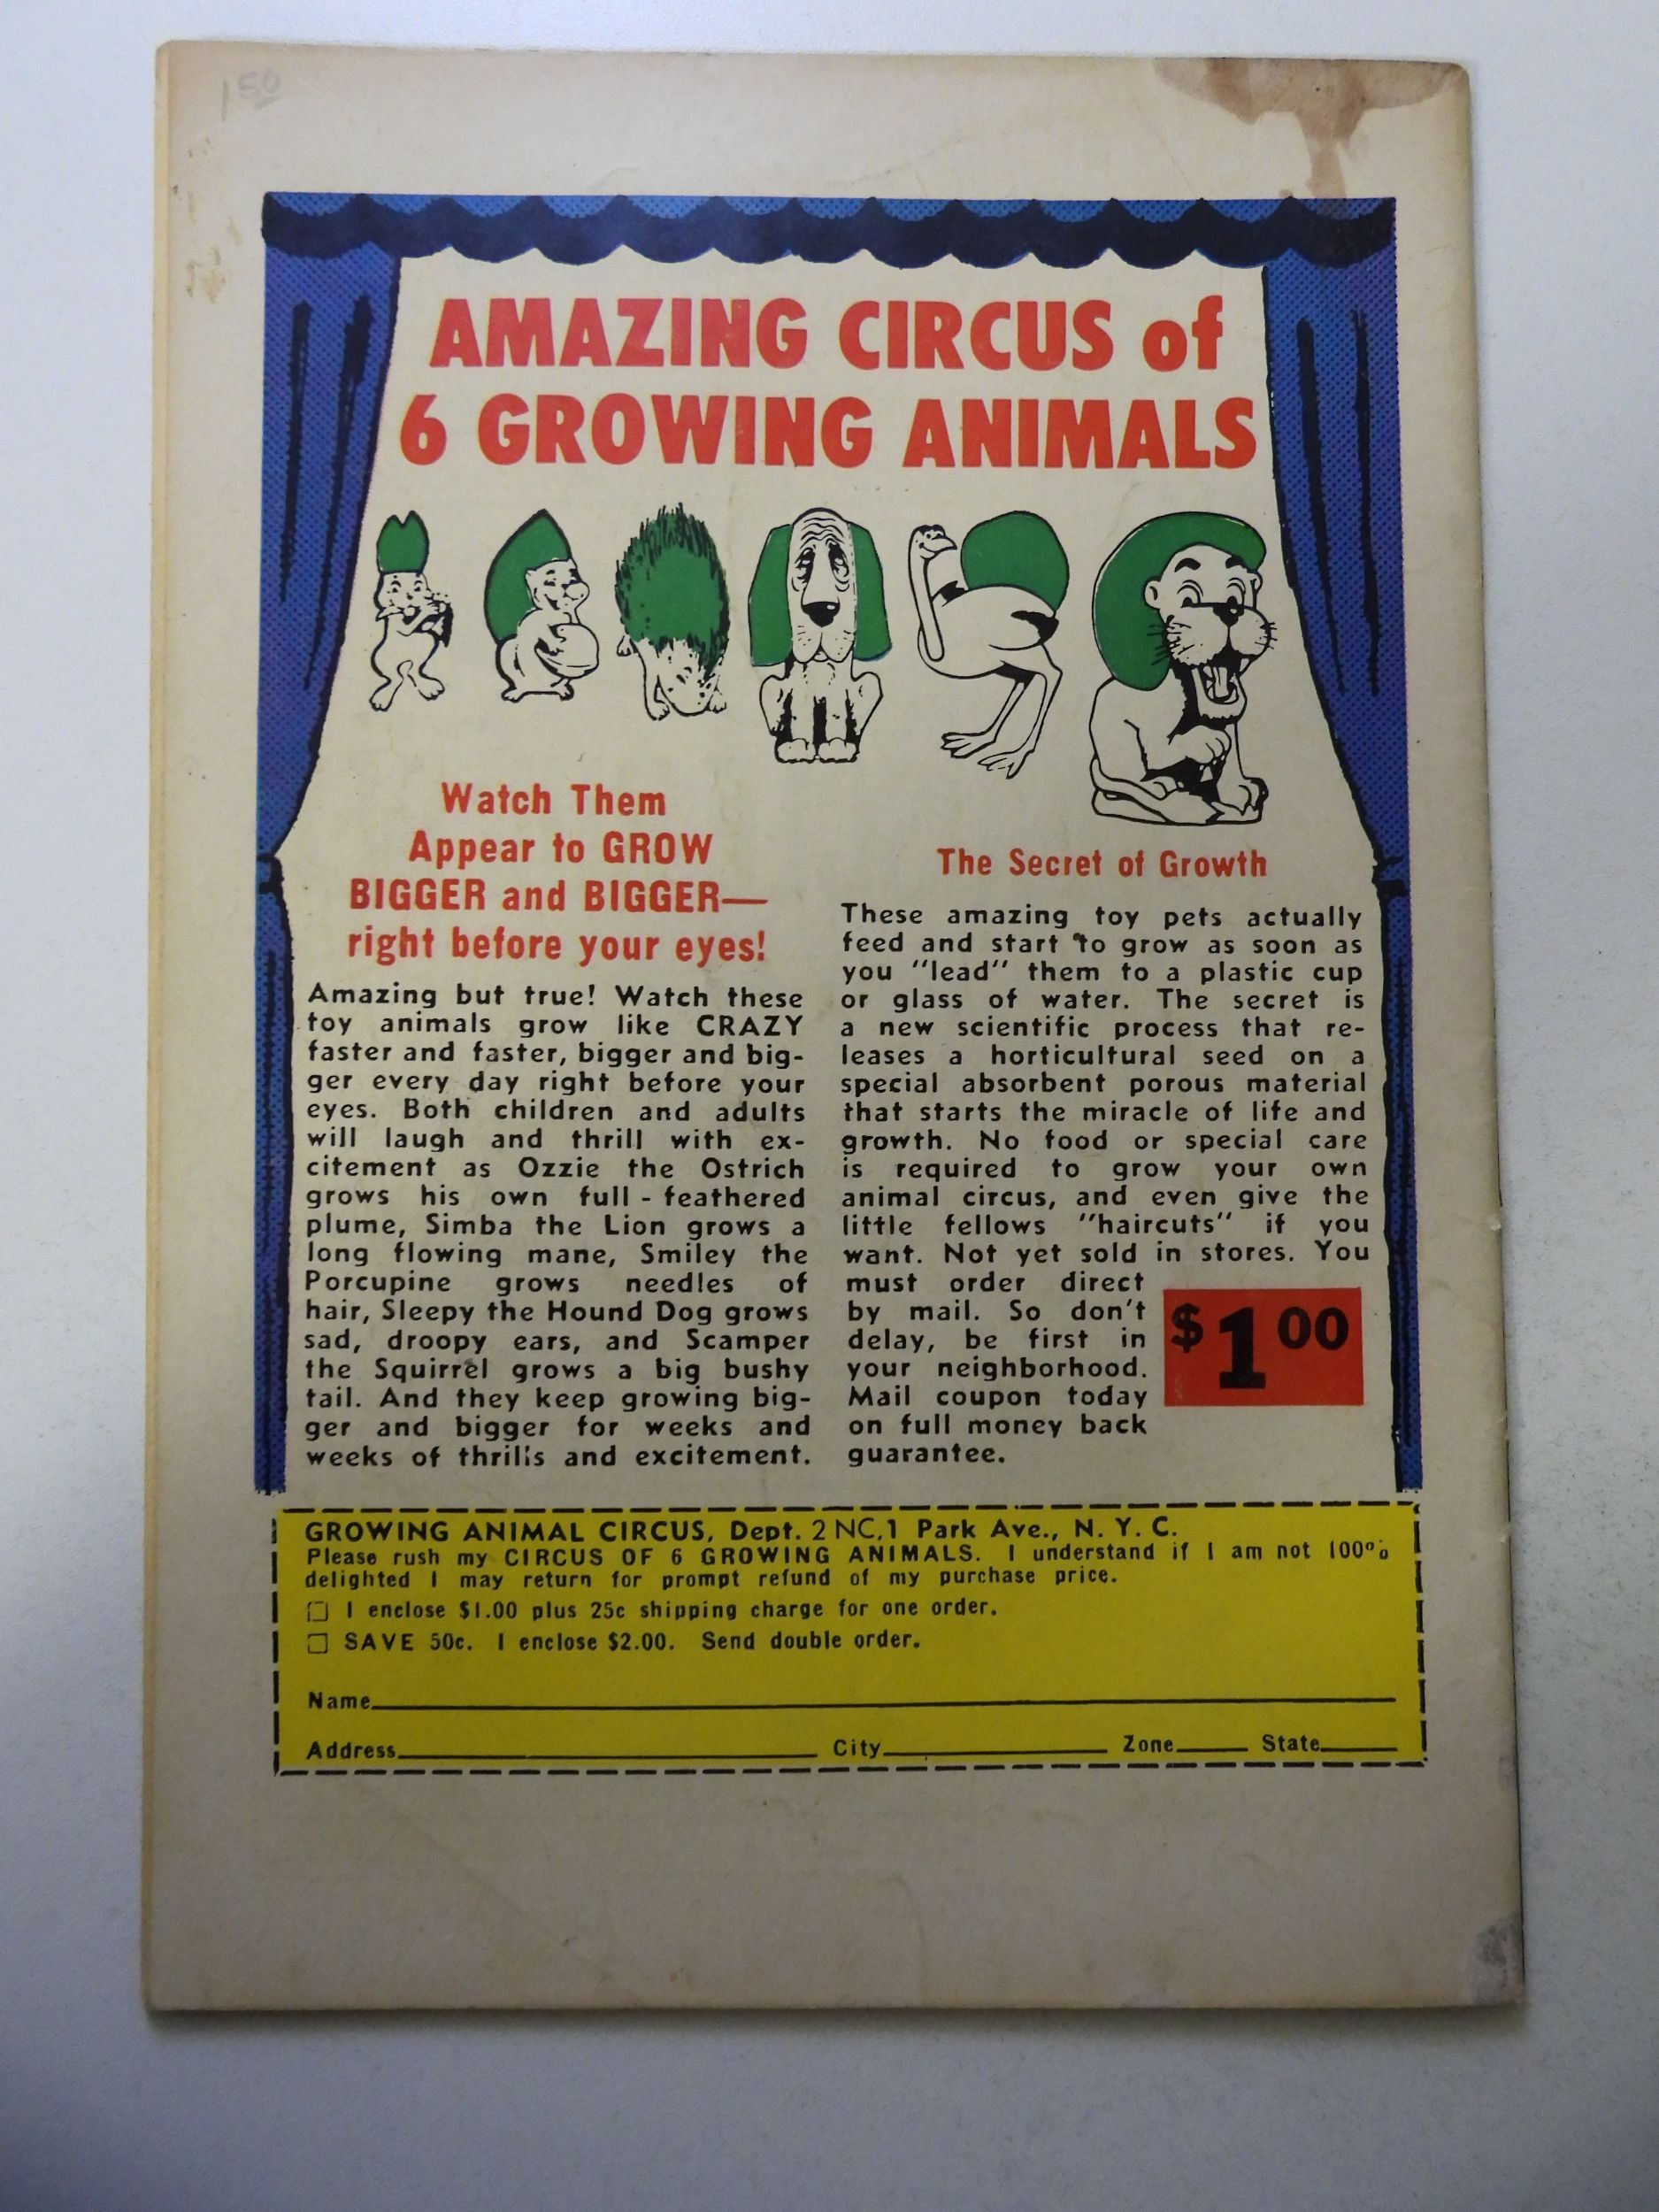 150
AMAZING CIRCUS of
6 GROWING ANIMALS
Watch Them
Appear to GROW
BIGGER and BIGGER—
right before your eyes!
Amazing but true! Watch these
toy animals grow like CRAZY
faster and faster, bigger and big-
ger every day right before your
eyes. Both children and adults
will laugh and thrill with ex-
citement as Ozzie the Ostrich
grows his own full - feathered
plume, Simba the Lion grows a
long flowing mane, Smiley the
Porcupine grows needles of
hair, Sleepy the Hound Dog grows
sad, droopy ears, and Scamper
the Squirrel grows a big bushy
tail. And they keep growing big-
ger and bigger for weeks and
weeks of thrills and excitement.
The Secret of Growth
These amazing toy pets actually
feed and start to grow as soon as
you "lead" them to a plastic cup
or glass of water. The secret is
a new scientific process that re-
leases a horticultural seed on a
special absorbent porous material
that starts the miracle of life and
growth. No food or special care
is required to grow your own
animal circus, and even give the
little fellows "haircuts" if you
want. Not yet sold in stores. You
must order direct
by mail. So don't
delay, be first in
your neighborhood.
Mail coupon today
on full money back
guarantee.
$1 00
GROWING ANIMAL CIRCUS, Dept. 2 NC,1 Park Ave., N. Y. C.
Please rush my CIRCUS OF 6 GROWING ANIMALS. I understand if I am not 100%
delighted I may return for prompt refund of my purchase price.
I enclose $1.00 plus 25c shipping charge for one order.
SAVE 50c. I enclose $2.00. Send double order.
Name
Address City Zone State